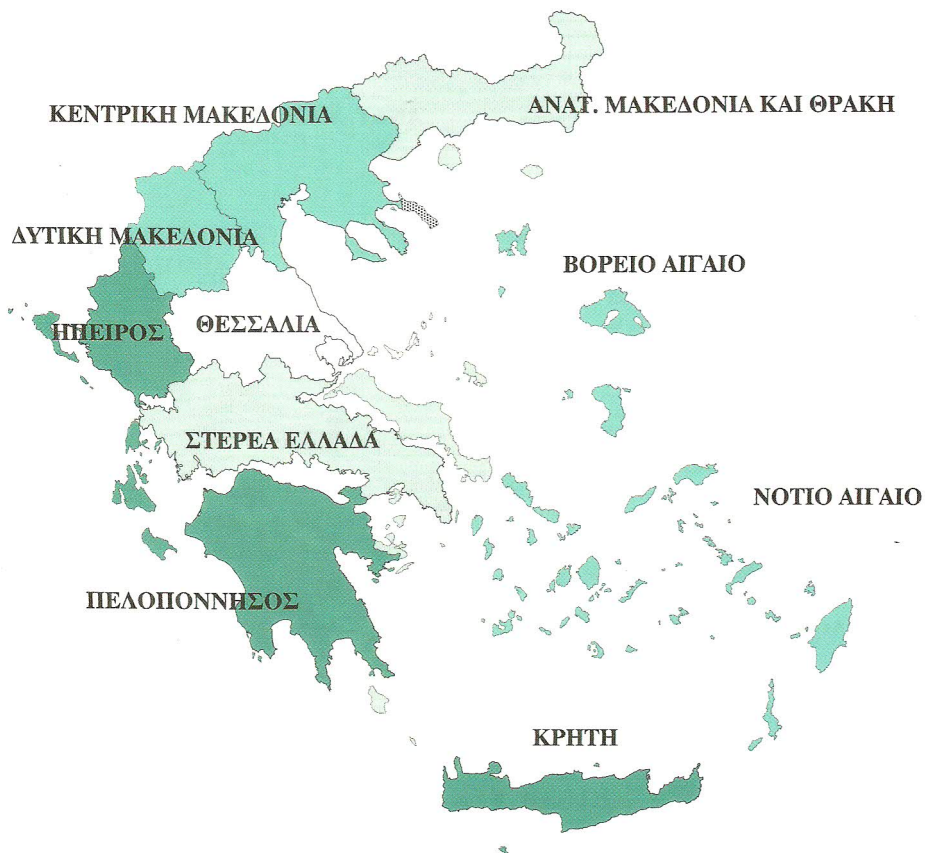 ΑΝΑΤ. ΜΑΚΕΔΟΝΙΑ ΚΑΙ ΘΡΑΚΗ
ΚΕΝΤΡΙΚΗ ΜΑΚΕΔΟΝΙΑ
ΔΥΤΙΚΗ ΜΑΚΕΔΟΝΙΑ
ΒΟΡΕΙΟ ΑΙΓΑΙΟ
ΗΠΕΙΡΟΣ
ΘΕΣΣΑΛΙΑ
ΣΤΕΡΕΑ ΕΛΛΑΔΑ
ΝΟΤΙΟ ΑΙΓΑΙΟ
ΠΕΛΟΠΟΝΝΗΣΟΣ
ΚΡΗΤΗ